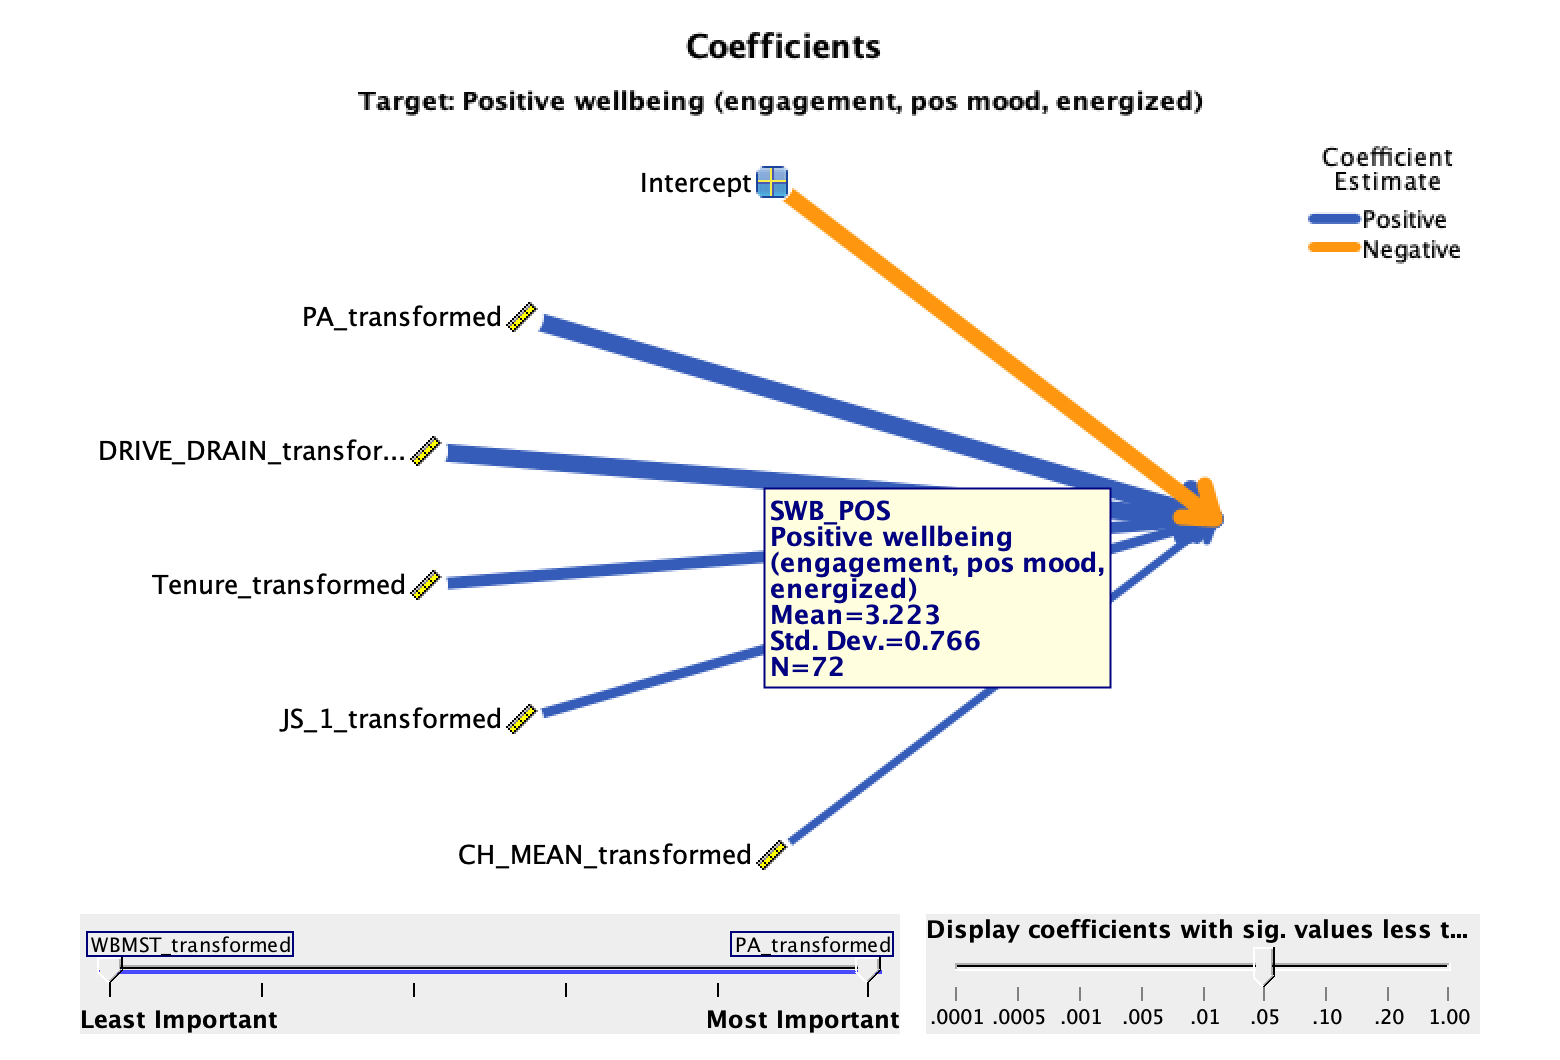 Coefficients
Target: Positive wellbeing (engagement, pos mood, energized)
Coefficient
Estimate
Positive
Negative
Intercept
PA_transformed
DRIVE_DRAIN_transfor...
Tenure_transformed
JS_1_transformed
CH_MEAN_transformed
SWB_POS
Positive wellbeing
(engagement, pos mood,
energized)
Mean=3.223
Std. Dev.=0.766
N=72
WBMST_transformed
PA_transformed
Least Important
Most Important
Display coefficients with sig. values less t...
.0001 .0005 .001 .005 .01 .05 .10 .20 1.00